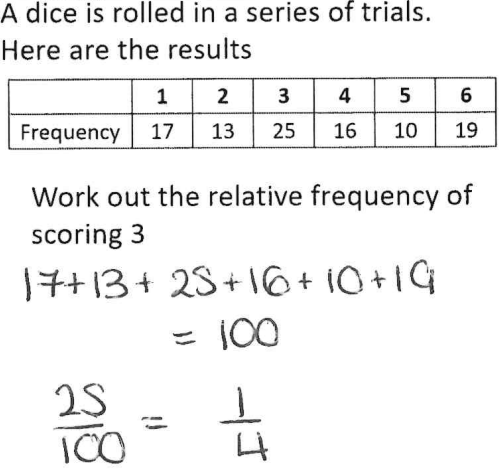 A dice is rolled in a series of trials.
Here are the results
1 2 3 4 5 6
Frequency 17 13 25 16 10 19
Work out the relative frequency of
scoring 3
17+13+25+16+10+19
= 100
25/100 = 1/4